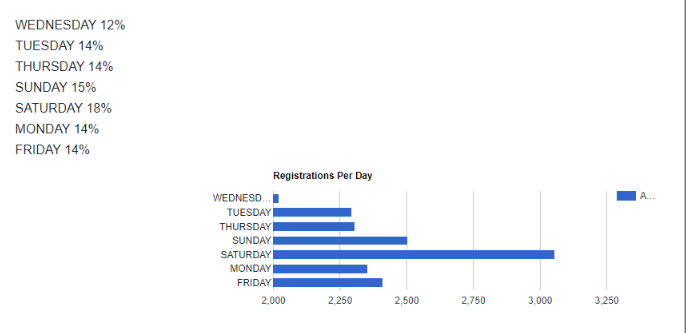 WEDNESDAY 12%
TUESDAY 14%
THURSDAY 14%
SUNDAY 15%
SATURDAY 18%
MONDAY 14%
FRIDAY 14%
Registrations Per Day
WEDNESD...
A...
TUESDAY
THURSDAY
SUNDAY
SATURDAY
MONDAY
FRIDAY
2,000 2,250 2,500 2,750 3,000 3,250